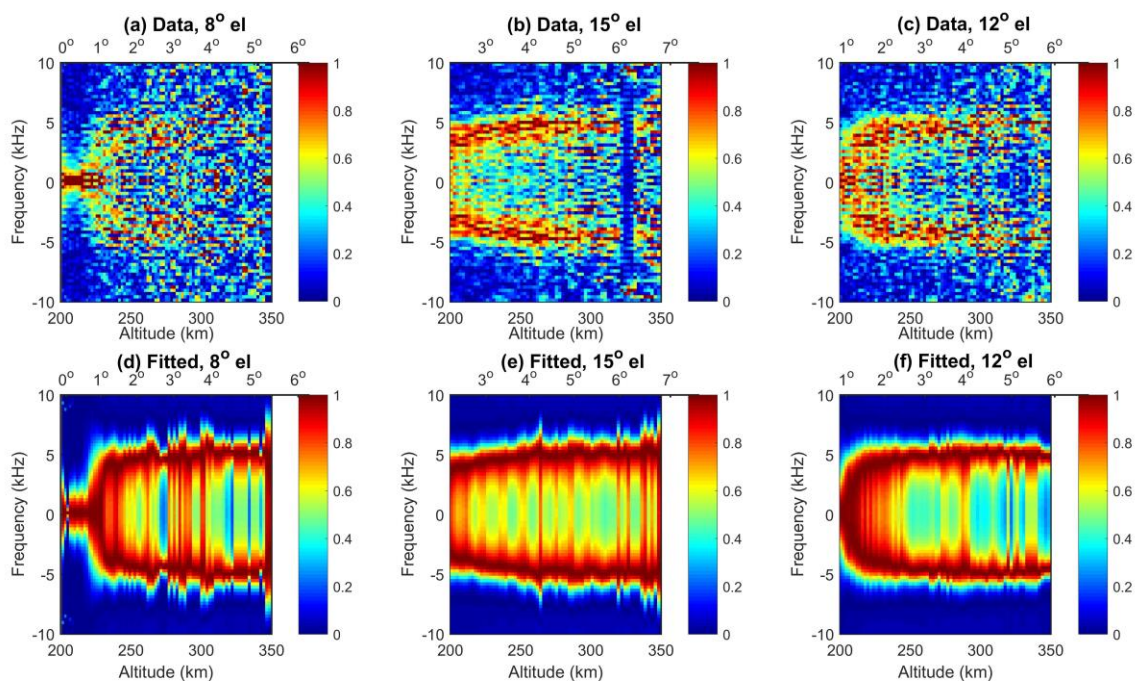 (a) Data, 8° el
0° 1° 2° 3° 4° 5° 6°
10
5
0
-5
-10
Frequency (kHz)
200 250 300 350
Altitude (km)
1
0.8
0.6
0.4
0.2
0
(b) Data, 15° el
3° 4° 5° 6° 7°
10
5
0
-5
-10
Frequency (kHz)
200 250 300 350
Altitude (km)
1
0.8
0.6
0.4
0.2
0
(c) Data, 12° el
1° 2° 3° 4° 5° 6°
10
5
0
-5
-10
Frequency (kHz)
200 250 300 350
Altitude (km)
1
0.8
0.6
0.4
0.2
0
(d) Fitted, 8° el
0° 1° 2° 3° 4° 5° 6°
10
5
0
-5
-10
Frequency (kHz)
200 250 300 350
Altitude (km)
1
0.8
0.6
0.4
0.2
0
(e) Fitted, 15° el
3° 4° 5° 6° 7°
10
5
0
-5
-10
Frequency (kHz)
200 250 300 350
Altitude (km)
1
0.8
0.6
0.4
0.2
0
(f) Fitted, 12° el
1° 2° 3° 4° 5° 6°
10
5
0
-5
-10
Frequency (kHz)
200 250 300 350
Altitude (km)
1
0.8
0.6
0.4
0.2
0